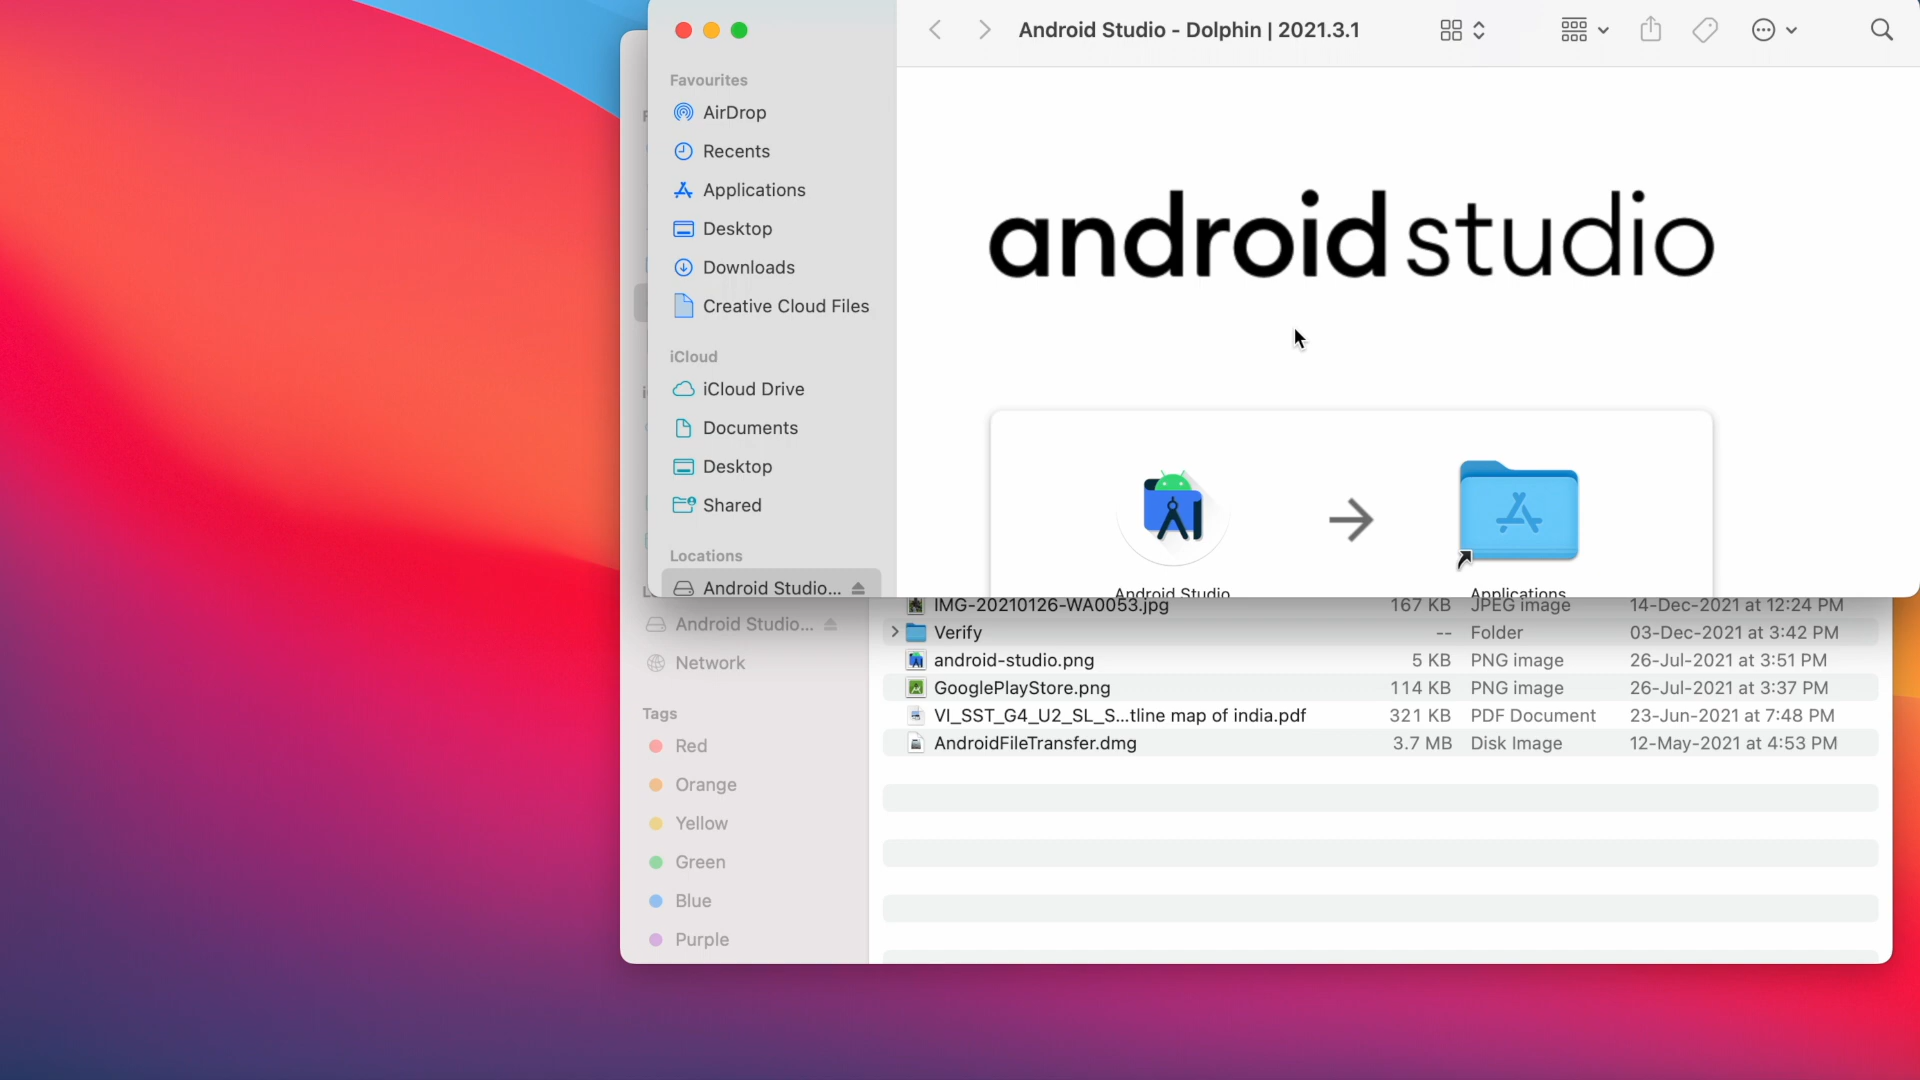 Android Studio - Dolphin | 2021.3.1
Favourites
AirDrop
Recents
Applications
Desktop
Downloads
Creative Cloud Files
iCloud
iCloud Drive
Documents
Desktop
Shared
Locations
Android Studio...
androidstudio
Android Studio
Applications
Android Studio...
Network
Tags
Red
Orange
Yellow
Green
Blue
Purple
IMG-20210126-WA0053.jpg 167 KB JPEG image 14-Dec-2021 at 12:24 PM
Verify -- Folder 03-Dec-2021 at 3:42 PM
android-studio.png 5 KB PNG image 26-Jul-2021 at 3:51 PM
GooglePlayStore.png 114 KB PNG image 26-Jul-2021 at 3:37 PM
VI_SST_G4_U2_SL_S...tline map of india.pdf 321 KB PDF Document 23-Jun-2021 at 7:48 PM
AndroidFileTransfer.dmg 3.7 MB Disk Image 12-May-2021 at 4:53 PM